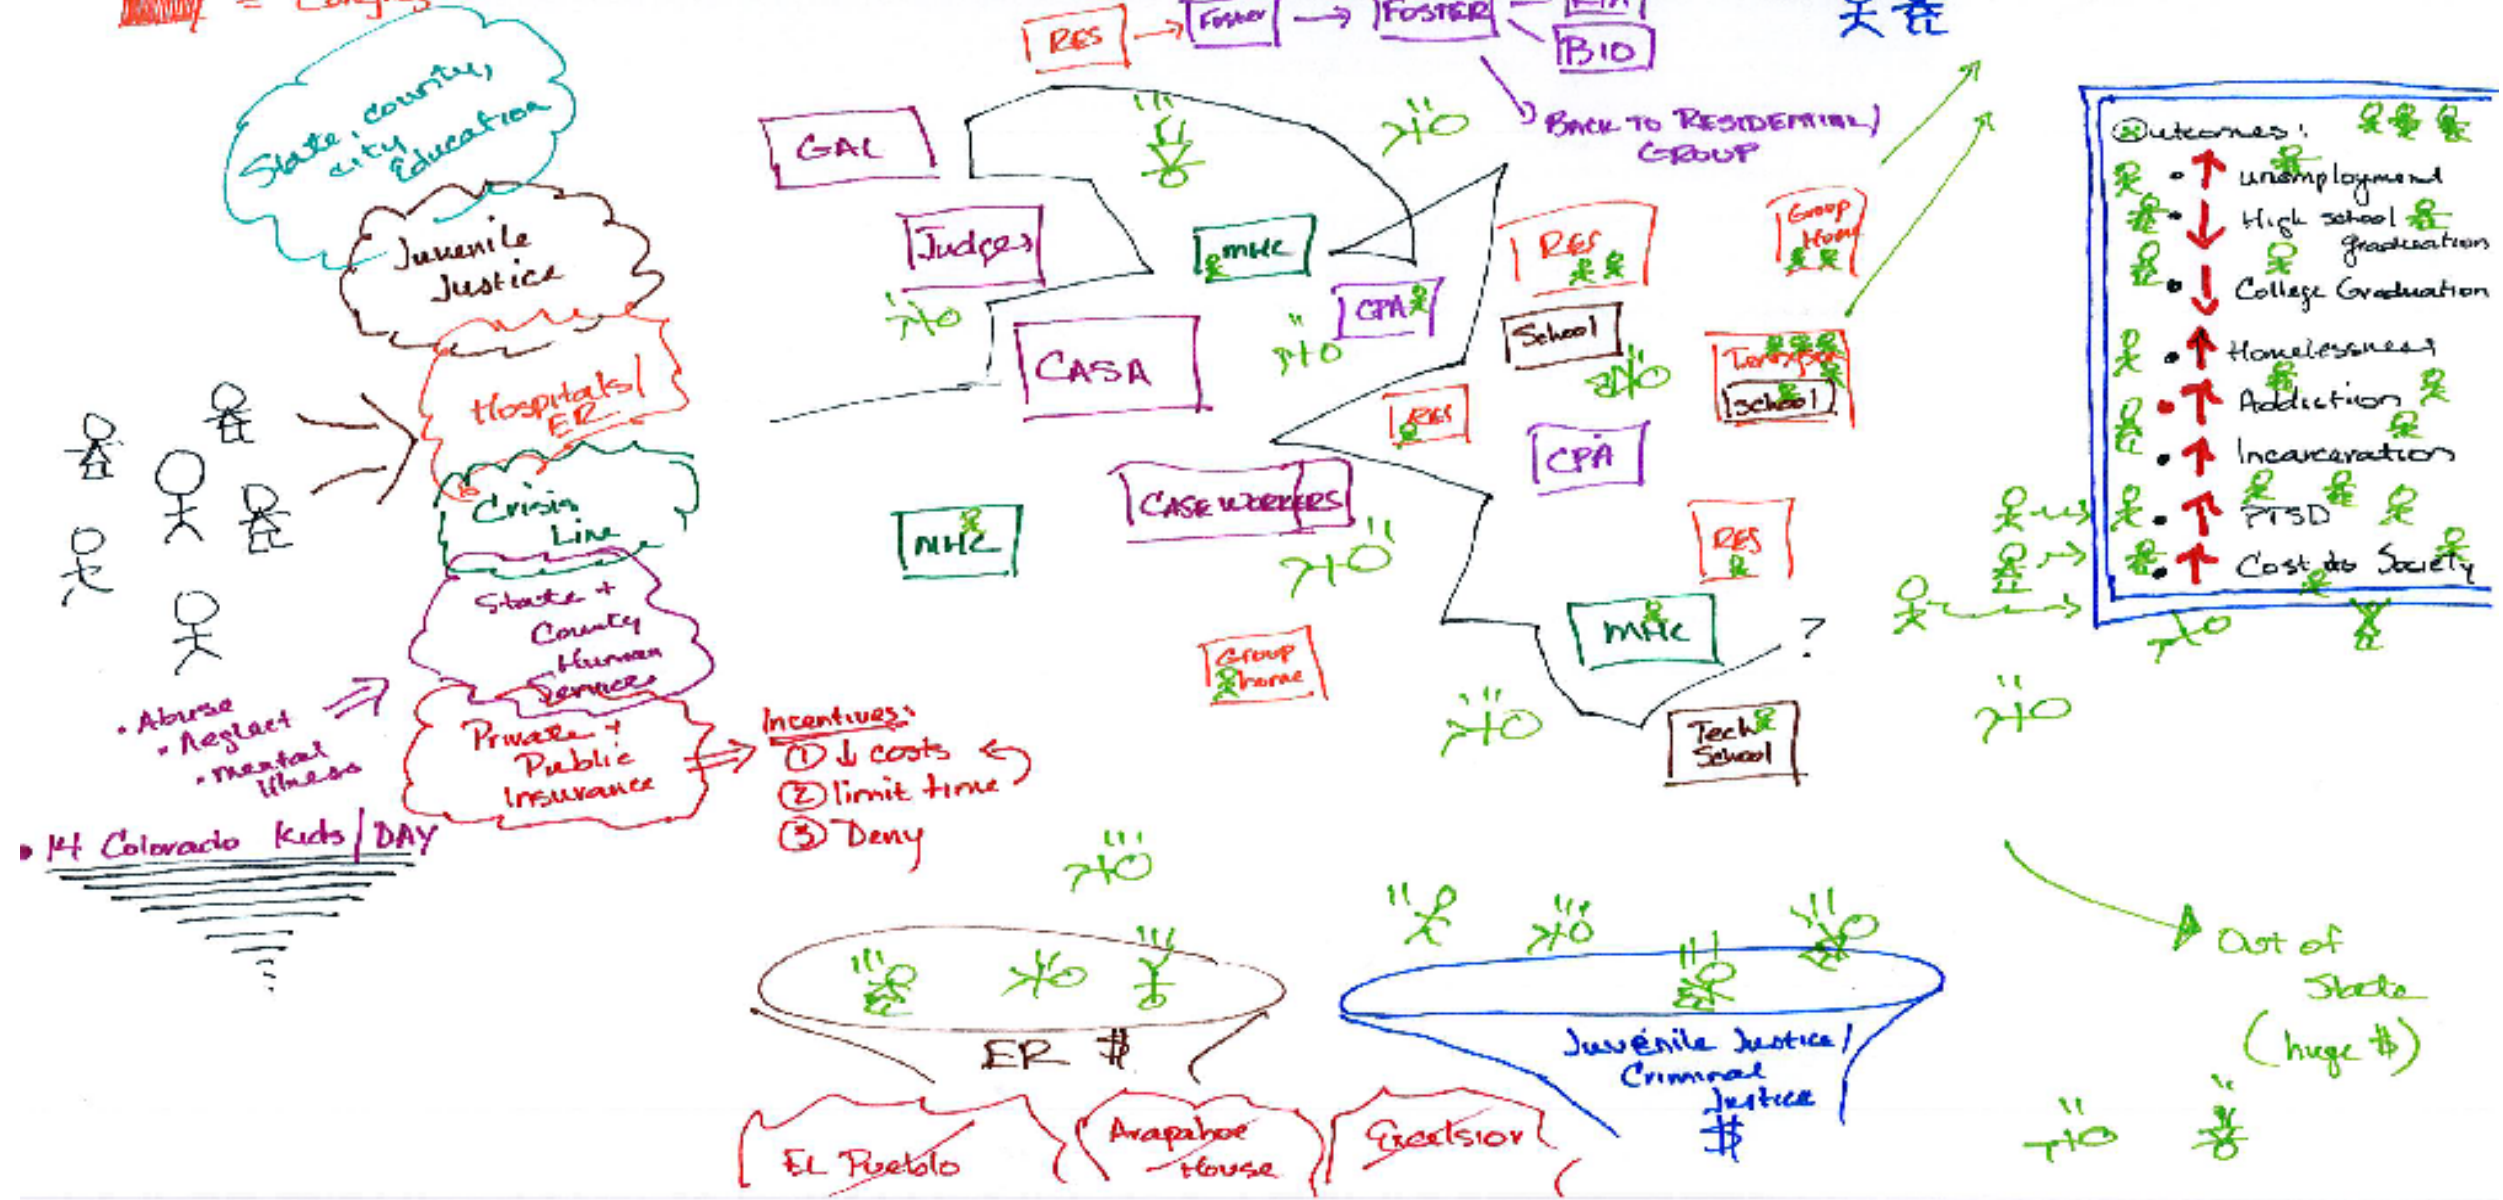 =
RES → Foster → FOSTER
BIO
BACK TO RESIDENTIAL/
GROUP
State, county,
city
Education
Juvenile
Justice
Hospitals/
ER
Crisis
Line
State +
County
Human
Services
Private +
Public
Insurance
• Abuse
• Neglect
• mental
illness
• 14 Colorado Kids/DAY
Incentives:
① ↓ costs
② limit time
③ Deny
GAL
Judges
CASA
CASE WORKERS
MHC
MHC
CPA
RES
School
Group
Home
School
RES
CPA
RES
MHC
?
Tech
School
Group
home
Outcomes:
• ↑ unemployment
• ↓ High school
graduation
• ↓ College Graduation
• ↑ Homelessness
• ↑ Addiction
• ↑ Incarceration
• ↑ PTSD
• ↑ Cost to Society
Out of
State
(huge $)
ER $
Juvenile Justice/
Criminal
Justice
$
EL Pueblo
Arapahoe
House
Excelsior